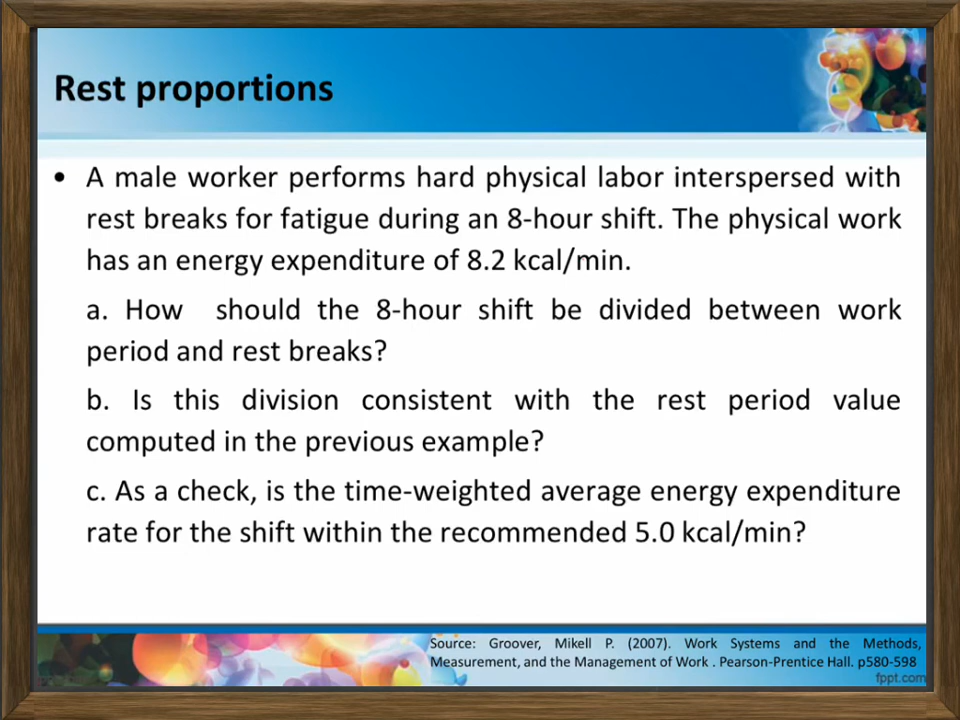 Rest proportions
• A male worker performs hard physical labor interspersed with
rest breaks for fatigue during an 8-hour shift. The physical work
has an energy expenditure of 8.2 kcal/min.
a. How should the 8-hour shift be divided between work
period and rest breaks?
b. Is this division consistent with the rest period value
computed in the previous example?
c. As a check, is the time-weighted average energy expenditure
rate for the shift within the recommended 5.0 kcal/min?
Source: Groover, Mikell P. (2007). Work Systems and the Methods,
Measurement, and the Management of Work . Pearson-Prentice Hall. p580-598
fppt.com